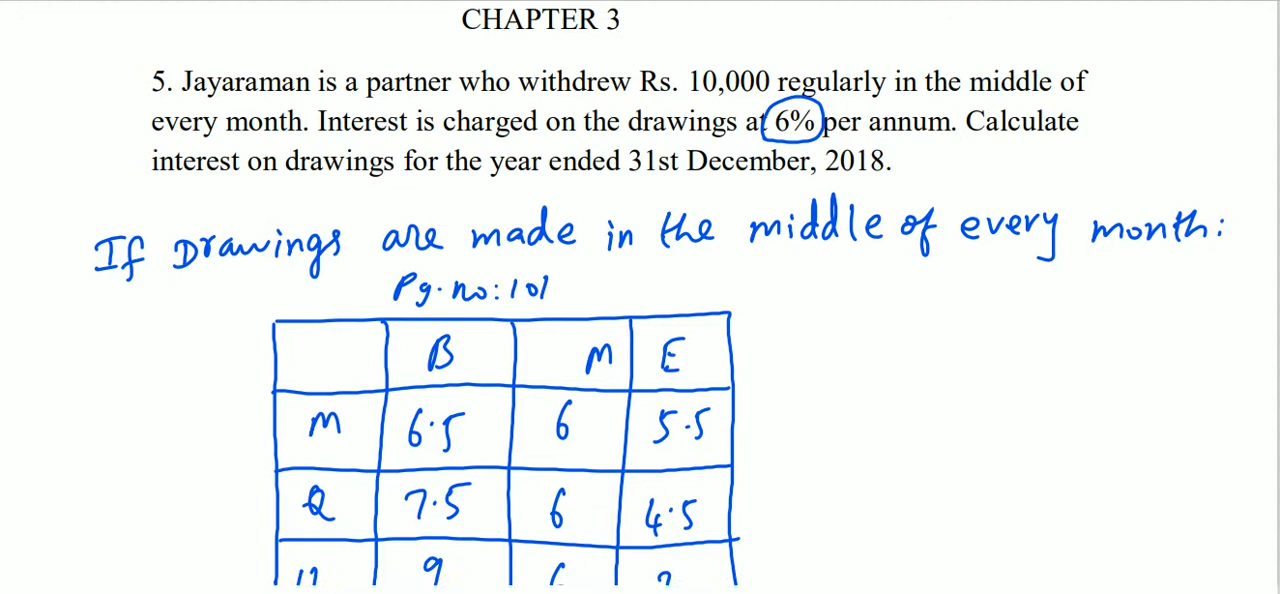 CHAPTER 3
5. Jayaraman is a partner who withdrew Rs. 10,000 regularly in the middle of
every month. Interest is charged on the drawings at 6% per annum. Calculate
interest on drawings for the year ended 31st December, 2018.
If Drawings are made in the middle of every month:
Pg. no: 101
B M E
M 6.5 6 5.5
Q 7.5 6 4.5
9